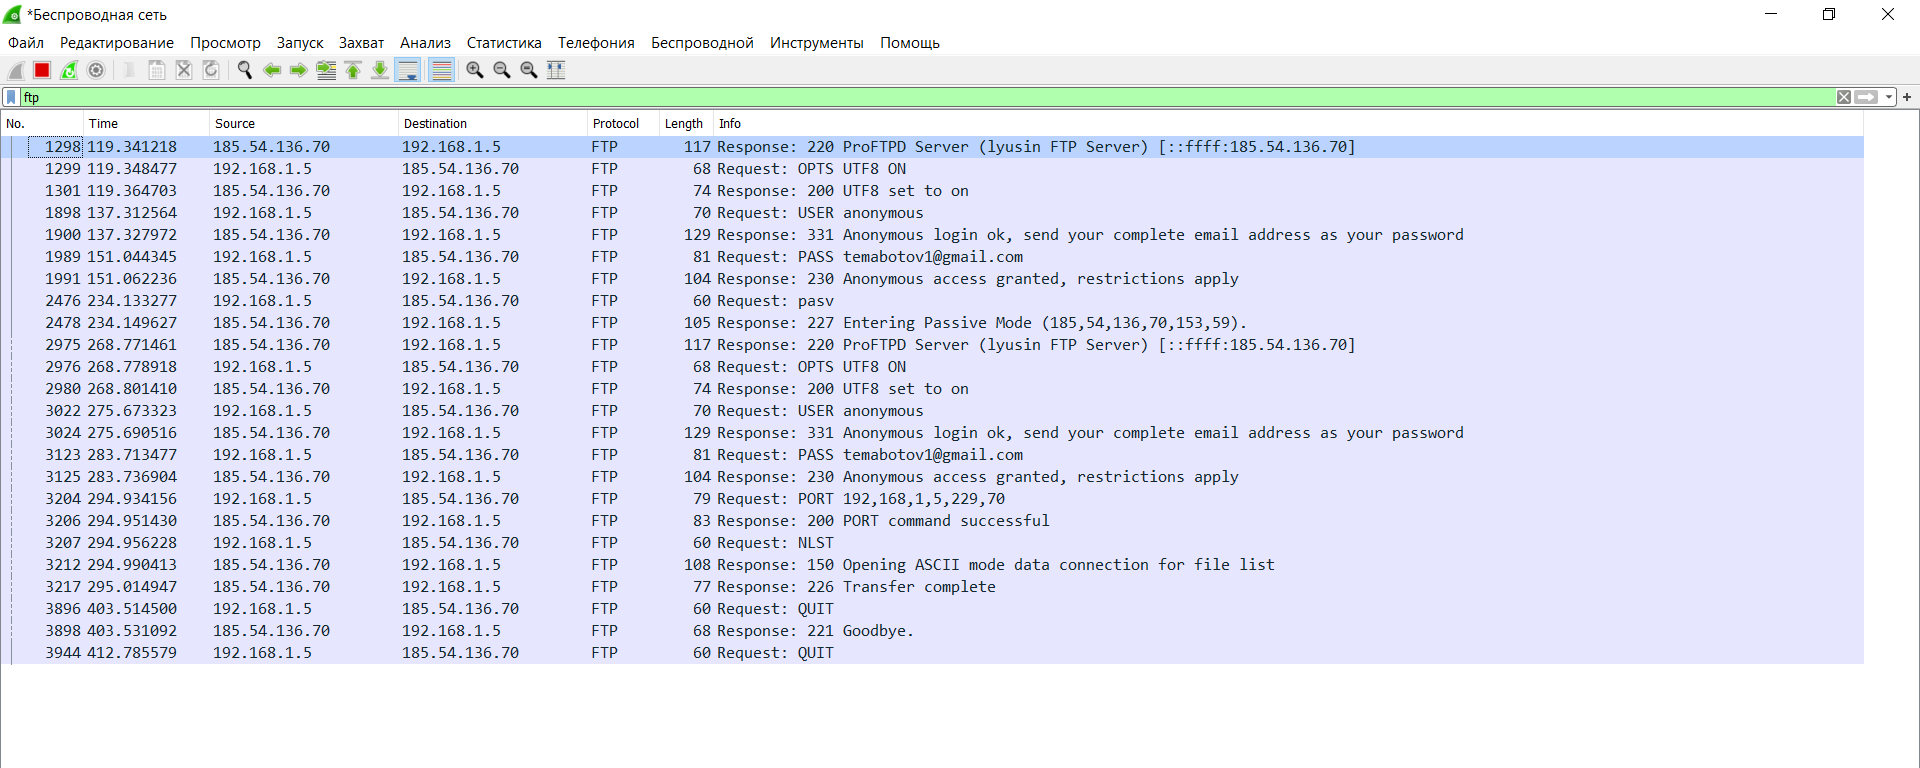 *Беспроводная сеть
Файл Редактирование Просмотр Запуск Захват Анализ Статистика Телефония Беспроводной Инструменты Помощь
ftp
No. Time Source Destination Protocol Length Info
1298 119.341218 185.54.136.70 192.168.1.5 FTP 117 Response: 220 ProFTPD Server (lyusin FTP Server) [::ffff:185.54.136.70]
1299 119.348477 192.168.1.5 185.54.136.70 FTP 68 Request: OPTS UTF8 ON
1301 119.364703 185.54.136.70 192.168.1.5 FTP 74 Response: 200 UTF8 set to on
1898 137.312564 192.168.1.5 185.54.136.70 FTP 70 Request: USER anonymous
1900 137.327972 185.54.136.70 192.168.1.5 FTP 129 Response: 331 Anonymous login ok, send your complete email address as your password
1989 151.044345 192.168.1.5 185.54.136.70 FTP 81 Request: PASS temabotov1@gmail.com
1991 151.062236 185.54.136.70 192.168.1.5 FTP 104 Response: 230 Anonymous access granted, restrictions apply
2476 234.133277 192.168.1.5 185.54.136.70 FTP 60 Request: pasv
2478 234.149627 185.54.136.70 192.168.1.5 FTP 105 Response: 227 Entering Passive Mode (185,54,136,70,153,59).
2975 268.771461 185.54.136.70 192.168.1.5 FTP 117 Response: 220 ProFTPD Server (lyusin FTP Server) [::ffff:185.54.136.70]
2976 268.778918 192.168.1.5 185.54.136.70 FTP 68 Request: OPTS UTF8 ON
2980 268.801410 185.54.136.70 192.168.1.5 FTP 74 Response: 200 UTF8 set to on
3022 275.673323 192.168.1.5 185.54.136.70 FTP 70 Request: USER anonymous
3024 275.690516 185.54.136.70 192.168.1.5 FTP 129 Response: 331 Anonymous login ok, send your complete email address as your password
3123 283.713477 192.168.1.5 185.54.136.70 FTP 81 Request: PASS temabotov1@gmail.com
3125 283.736904 185.54.136.70 192.168.1.5 FTP 104 Response: 230 Anonymous access granted, restrictions apply
3204 294.934156 192.168.1.5 185.54.136.70 FTP 79 Request: PORT 192,168,1,5,229,70
3206 294.951430 185.54.136.70 192.168.1.5 FTP 83 Response: 200 PORT command successful
3207 294.956228 192.168.1.5 185.54.136.70 FTP 60 Request: NLST
3212 294.990413 185.54.136.70 192.168.1.5 FTP 108 Response: 150 Opening ASCII mode data connection for file list
3217 295.014947 185.54.136.70 192.168.1.5 FTP 77 Response: 226 Transfer complete
3896 403.514500 192.168.1.5 185.54.136.70 FTP 60 Request: QUIT
3898 403.531092 185.54.136.70 192.168.1.5 FTP 68 Response: 221 Goodbye.
3944 412.785579 192.168.1.5 185.54.136.70 FTP 60 Request: QUIT